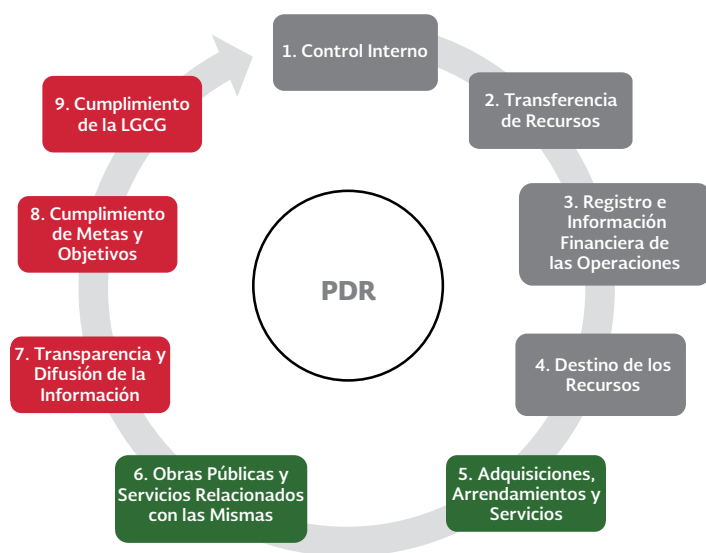 1. Control Interno
2. Transferencia
de Recursos
3. Registro e
Información
Financiera de
las Operaciones
4. Destino de los
Recursos
5. Adquisiciones,
Arrendamientos y
Servicios
6. Obras Públicas y
Servicios Relacionados
con las Mismas
7. Transparencia y
Difusión de la
Información
8. Cumplimiento
de Metas y
Objetivos
9. Cumplimiento
de la LGCG
PDR